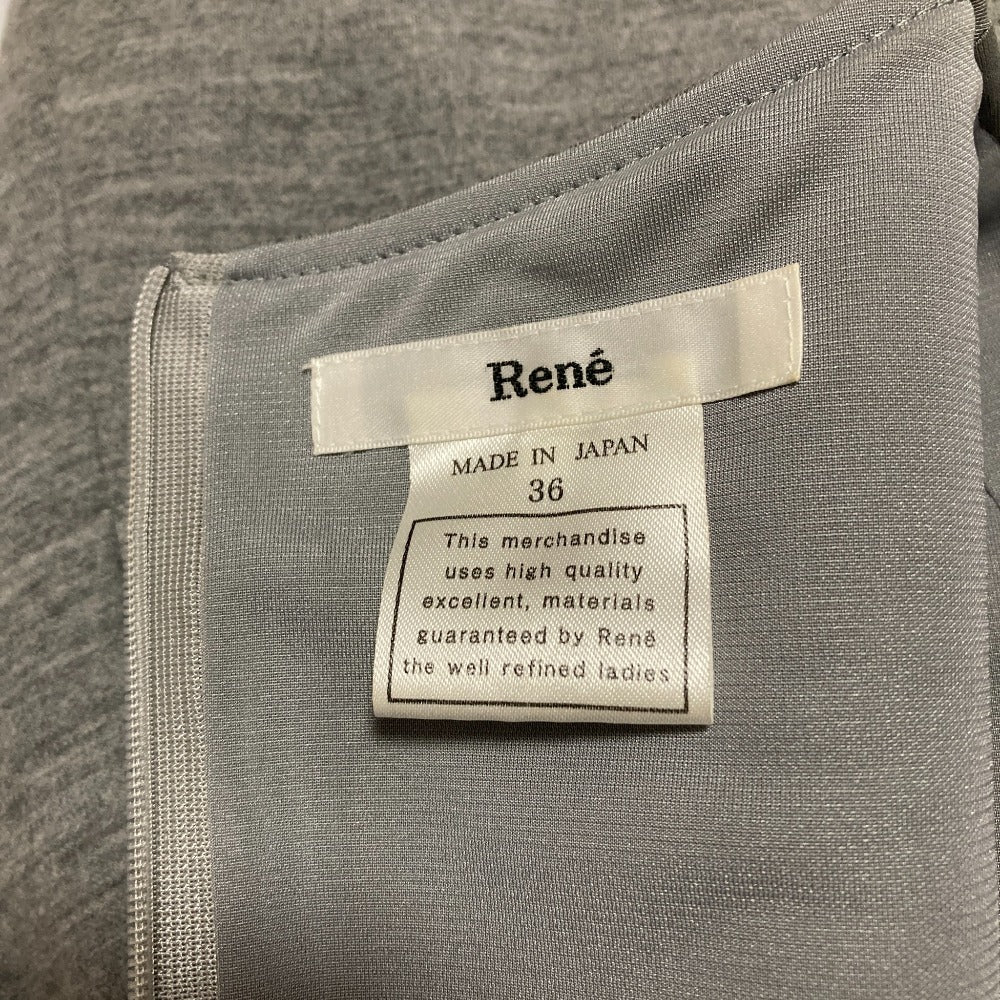 René
MADE IN JAPAN
36
This merchandise
uses high quality
excellent, materials
guaranteed by René
the well refined ladies